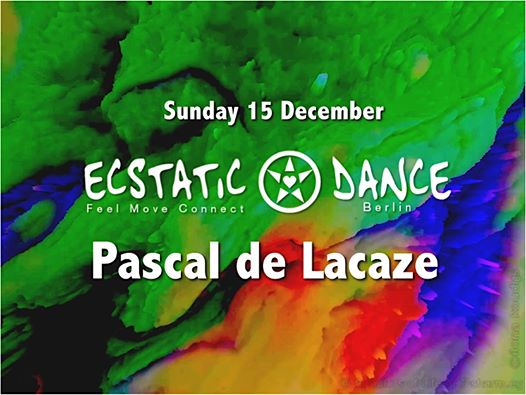 Sunday 15 December
ECSTATIC DANCE
Feel Move Connect Berlin
Pascal de Lacaze